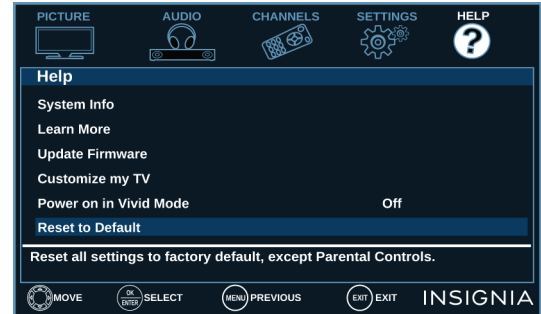 PICTURE AUDIO CHANNELS SETTINGS HELP
?
Help
System Info
Learn More
Update Firmware
Customize my TV
Power on in Vivid Mode Off
Reset to Default
Reset all settings to factory default, except Parental Controls.
MOVE OK ENTER SELECT MENU PREVIOUS EXIT EXIT INSIGNIA